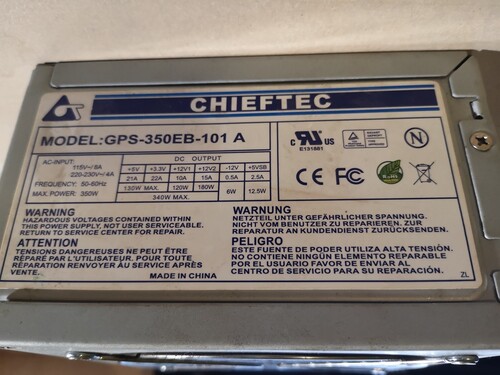 CHIEFTEC
MODEL:GPS-350EB-101 A
AC-INPUT:
115V~/8A
220-230V~/4A
FREQUENCY: 50-60Hz
MAX. POWER: 350W
DC OUTPUT
+5V +3.3V +12V1 +12V2 -12V +5VSB
21A 22A 10A 15A 0.5A 2.5A
130W MAX. 120W 180W 6W 12.5W
340W MAX.
c RU US
E131881
CE FC
RoHS
N
WARNING
HAZARDOUS VOLTAGES CONTAINED WITHIN
THIS POWER SUPPLY, NOT USER SERVICEABLE.
RETURN TO SERVICE CENTER FOR REPAIR.
ATTENTION
TENSIONS DANGEREUSES NE PEUT ÊTRE
RÉPARÉ PAR L'UTILISATEUR. POUR TOUTE
RÉPARATION RENVOYER AU SERVICE APRÈS
VENTE.
MADE IN CHINA
WARNUNG
NETZTEIL UNTER GEFÄHRLICHER SPANNUNG.
NICHT VOM BENUTZER ZU REPARIEREN. ZUR
REPARATUR AN KUNDENDIENST ZURÜCKSENDEN.
PELIGRO
ESTE FUENTE DE PODER UTILIZA ALTA TENSIÓN.
NO CONTIENE NINGÚN ELEMENTO REPARABLE
POR EL USUARIO FAVOR DE ENVIARLO AL
CENTRO DE SERVICIO PARA SU REPARACIÓN.
ZL